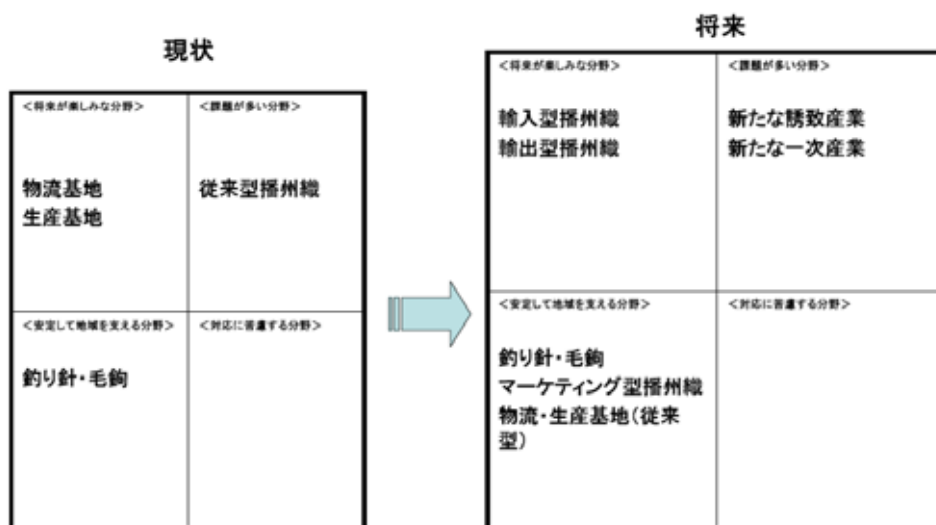 現状
＜将来が楽しみな分野＞
＜課題が多い分野＞
物流基地
生産基地
従来型播州織
＜安定して地域を支える分野＞
＜対応に苦慮する分野＞
釣り針・毛鉤
将来
＜将来が楽しみな分野＞
＜課題が多い分野＞
輸入型播州織
輸出型播州織
新たな誘致産業
新たな一次産業
＜安定して地域を支える分野＞
＜対応に苦慮する分野＞
釣り針・毛鉤
マーケティング型播州織
物流・生産基地（従来
型）